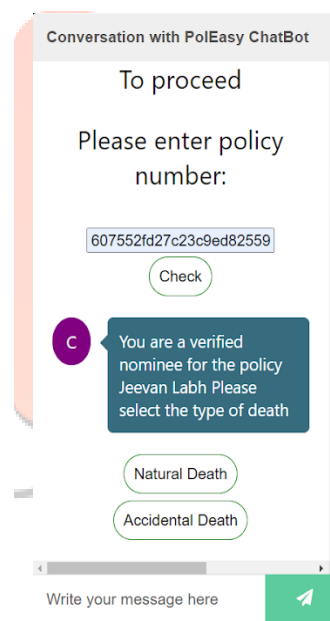 Conversation with PolEasy ChatBot
To proceed
Please enter policy
number:
607552fd27c23c9ed82559
Check
C
You are a verified
nominee for the policy
Jeevan Labh Please
select the type of death
Natural Death
Accidental Death
Write your message here